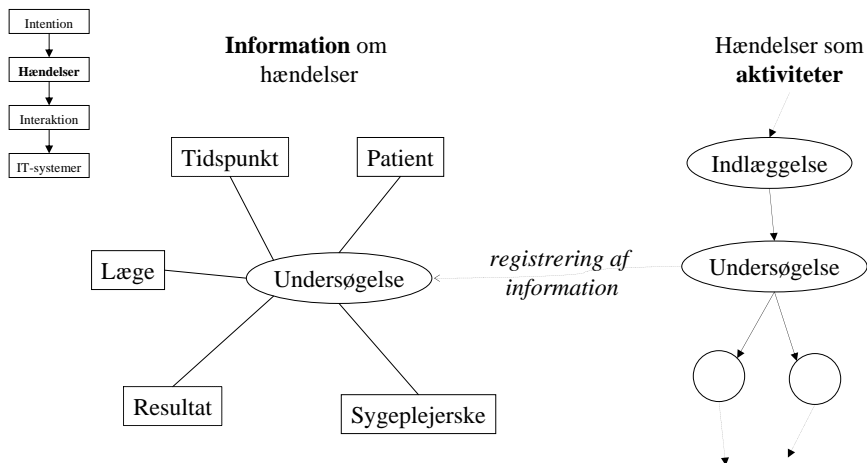 Intention
Hændelser
Interaktion
IT-systemer
Information om
hændelser
Tidspunkt
Patient
Læge
Undersøgelse
Resultat
Sygeplejerske
registrering af
information
Hændelser som
aktiviteter
Indlæggelse
Undersøgelse